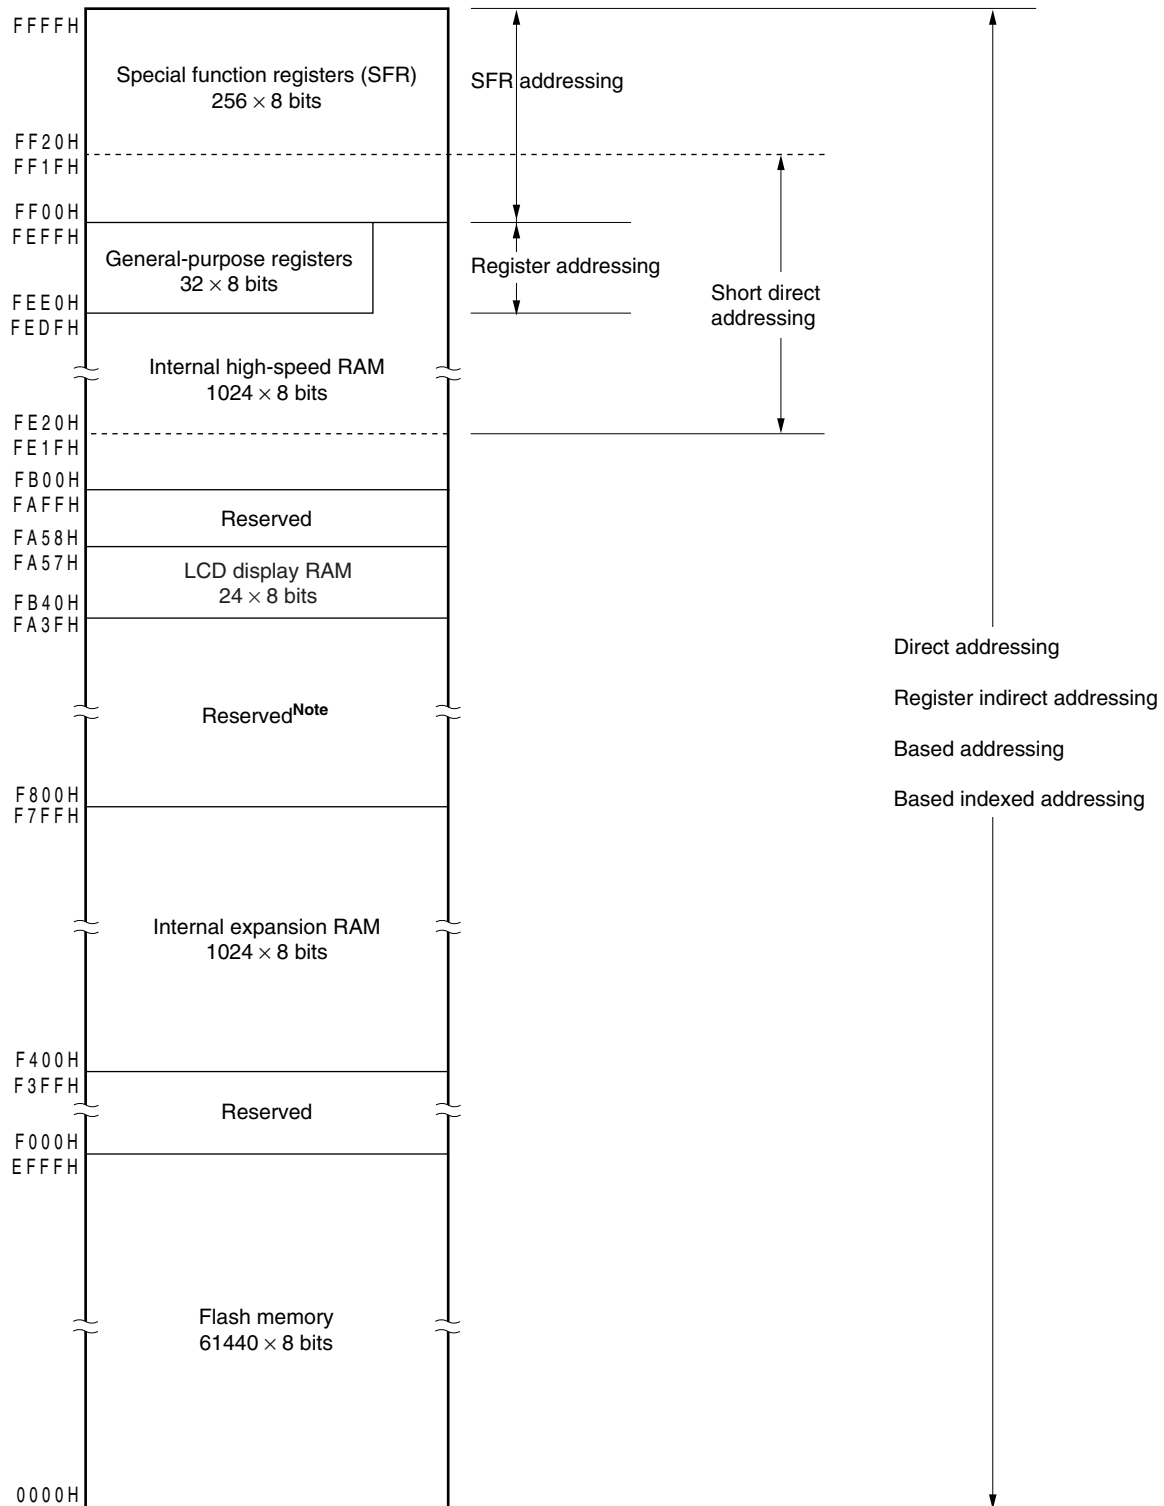 FFFFH
Special function registers (SFR)
256 × 8 bits
SFR addressing
FF20H
FF1FH
FF00H
FEFFH
General-purpose registers
32 × 8 bits
Register addressing
Short direct
addressing
FEE0H
FEDFH
Internal high-speed RAM
1024 × 8 bits
FE20H
FE1FH
FB00H
FAFFH
Reserved
FA58H
FA57H
LCD display RAM
24 × 8 bits
FB40H
FA3FH
Direct addressing
Register indirect addressing
Based addressing
Based indexed addressing
ReservedNote
F800H
F7FFH
Internal expansion RAM
1024 × 8 bits
F400H
F3FFH
Reserved
F000H
EFFFH
Flash memory
61440 × 8 bits
0000H